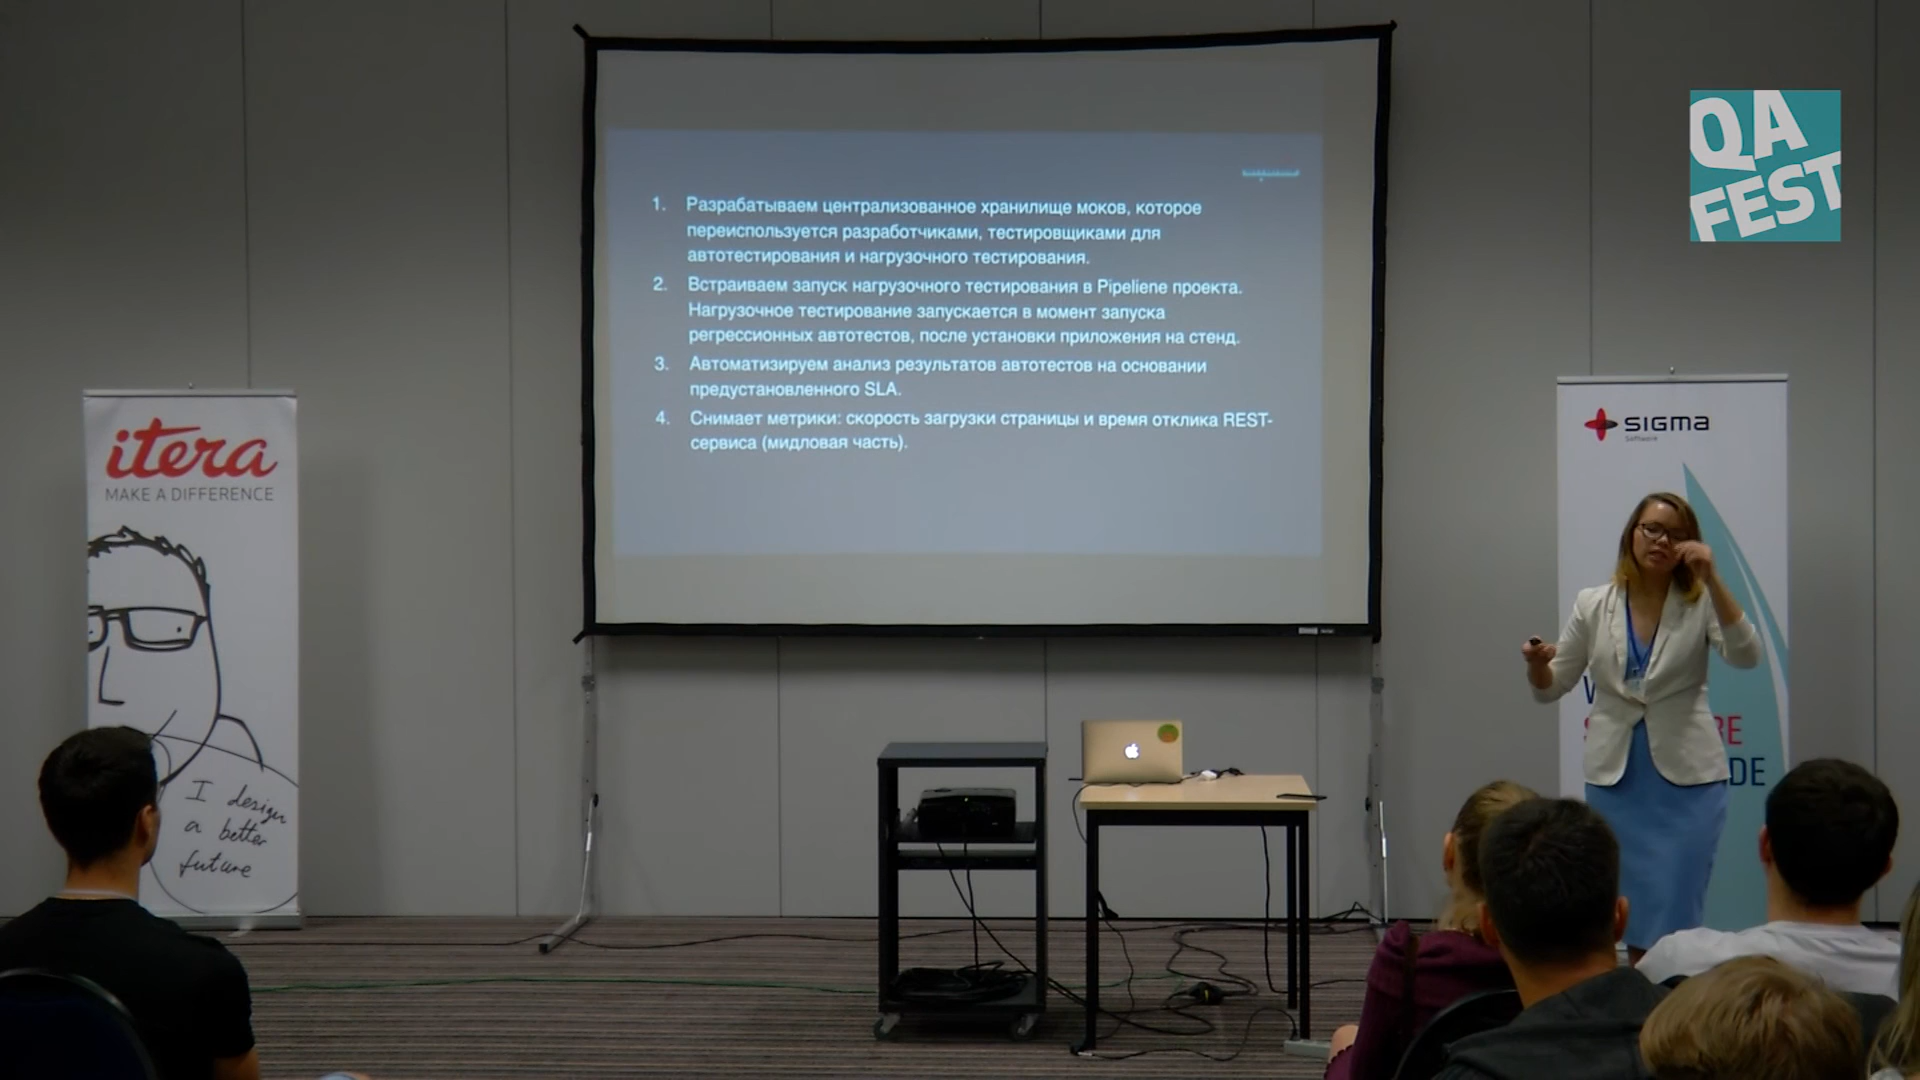 QA
FEST
1. Разрабатываем централизованное хранилище моков, которое
переиспользуется разработчиками, тестировщиками для
автотестирования и нагрузочного тестирования.
2. Встраиваем запуск нагрузочного тестирования в Pipeliene проекта.
Нагрузочное тестирование запускается в момент запуска
регрессионных автотестов, после установки приложения на стенд.
3. Автоматизируем анализ результатов автотестов на основании
предустановленного SLA.
4. Снимает метрики: скорость загрузки страницы и время отклика REST-
сервиса (мидловая часть).
itera
MAKE A DIFFERENCE
I design
a better
future
SIGMA
Software